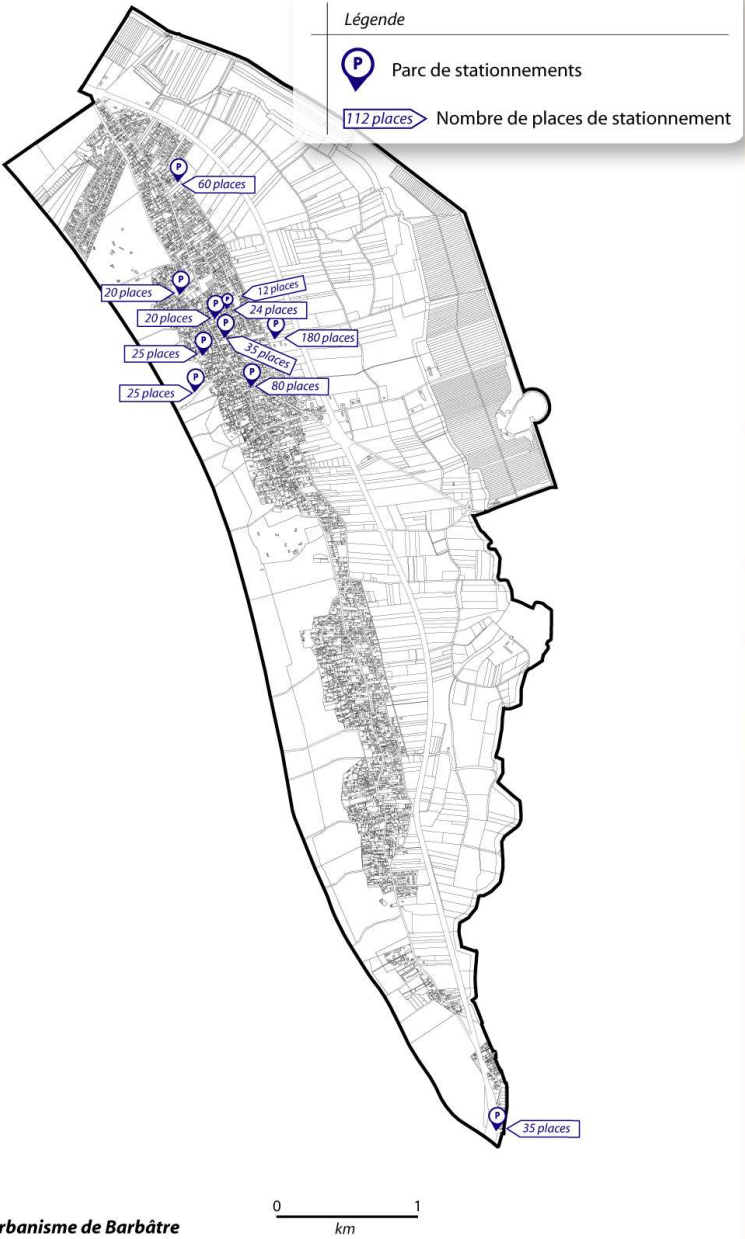 Légende
P
Parc de stationnements
112 places
Nombre de places de stationnement
P
60 places
P
20 places
12 places
P
P
24 places
20 places
P
P
180 places
35 places
P
25 places
P
80 places
P
25 places
P
35 places
0 1
km
rbanisme de Barbâtre